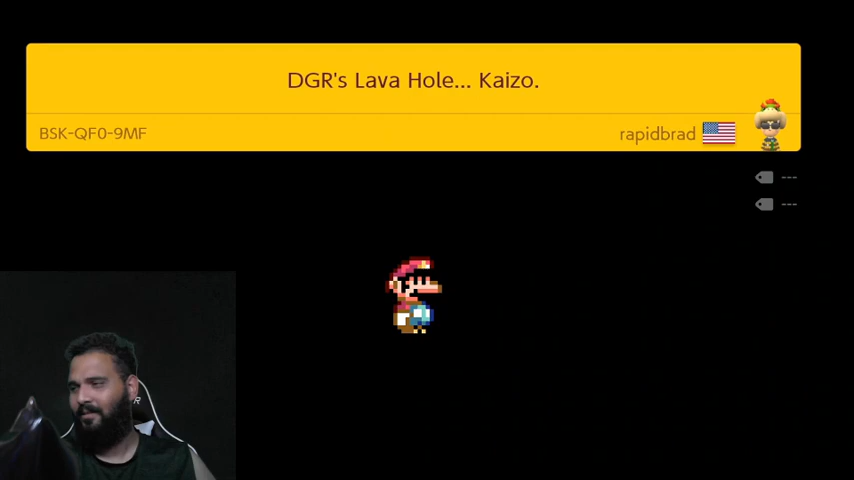 DGR's Lava Hole... Kaizo.
BSK-QF0-9MF
rapidbrad
---
---
R